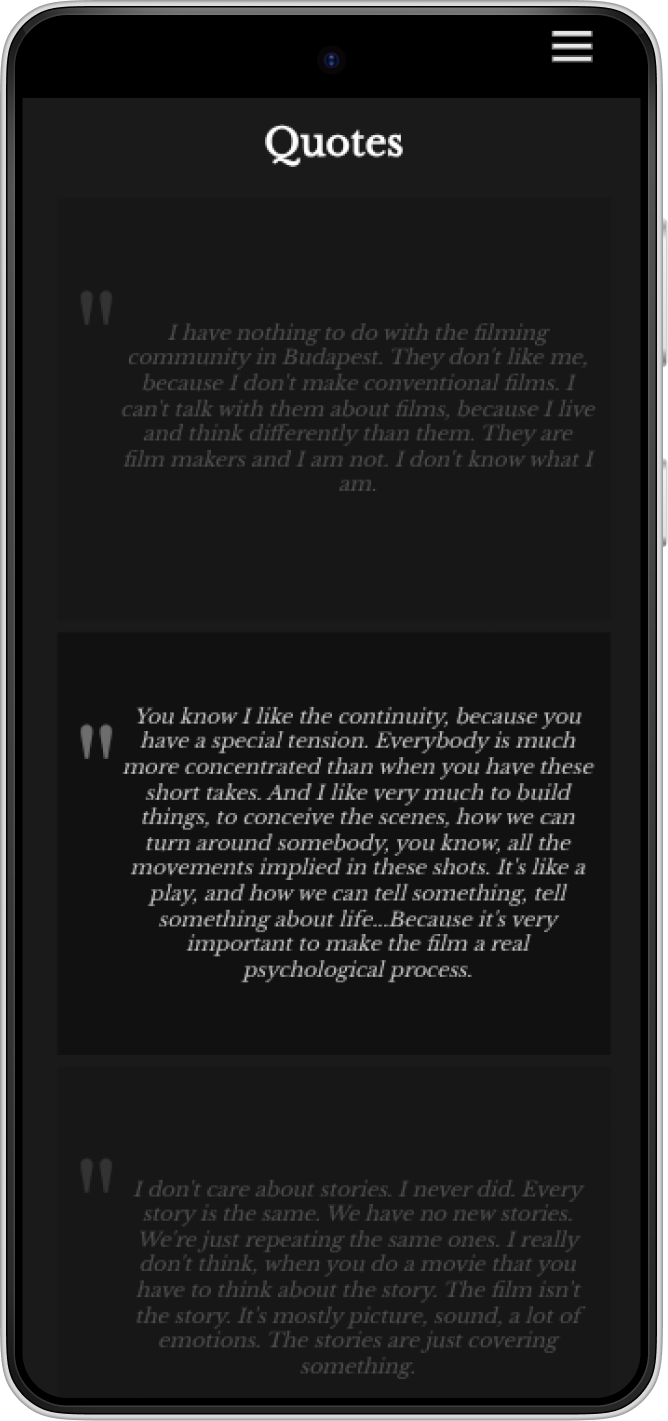 Quotes
"
I have nothing to do with the filming
community in Budapest. They don't like me,
because I don't make conventional films. I
can't talk with them about films, because I live
and think differently than them. They are
film makers and I am not. I don't know what I
am.
"
You know I like the continuity, because you
have a special tension. Everybody is much
more concentrated than when you have these
short takes. And I like very much to build
things, to conceive the scenes, how we can
turn around somebody, you know, all the
movements implied in these shots. It's like a
play, and how we can tell something, tell
something about life...Because it's very
important to make the film a real
psychological process.
"
I don't care about stories. I never did. Every
story is the same. We have no new stories.
We're just repeating the same ones. I really
don't think, when you do a movie that you
have to think about the story. The film isn't
the story. It's mostly picture, sound, a lot of
emotions. The stories are just covering
something.